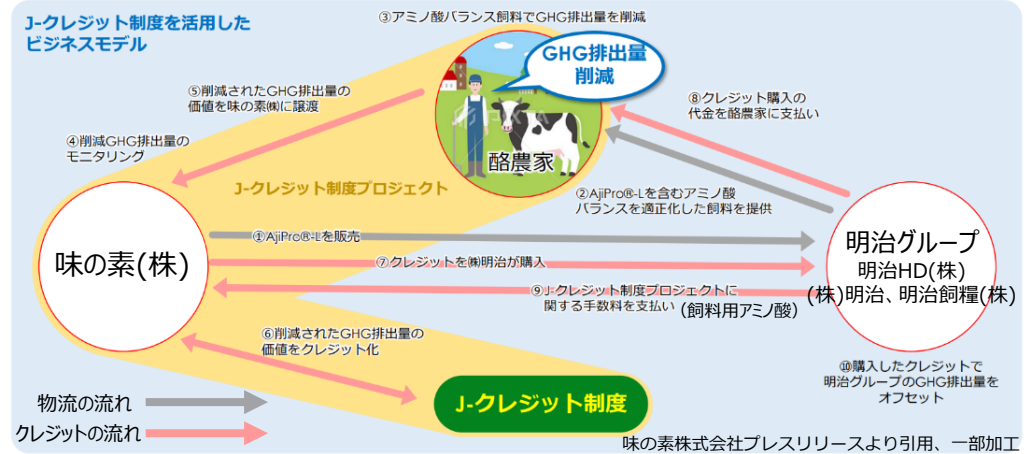 J-クレジット制度を活用した
ビジネスモデル
③アミノ酸バランス飼料でGHG排出量を削減
GHG排出量
削減
⑤削減されたGHG排出量の
価値を味の素㈱に譲渡
⑧クレジット購入の
代金を酪農家に支払い
④削減GHG排出量の
モニタリング
酪農家
J-クレジット制度プロジェクト
②AjiPro®-Lを含むアミノ酸
バランスを適正化した飼料を提供
①AjiPro®-Lを販売
味の素(株)
明治グループ
明治HD(株)
(株)明治、明治飼糧(株)
⑦クレジットを㈱明治が購入
⑨J-クレジット制度プロジェクトに
関する手数料を支払い (飼料用アミノ酸)
⑥削減されたGHG排出量の
価値をクレジット化
⑩購入したクレジットで
明治グループのGHG排出量を
オフセット
J-クレジット制度
物流の流れ
クレジットの流れ
味の素株式会社プレスリリースより引用、一部加工